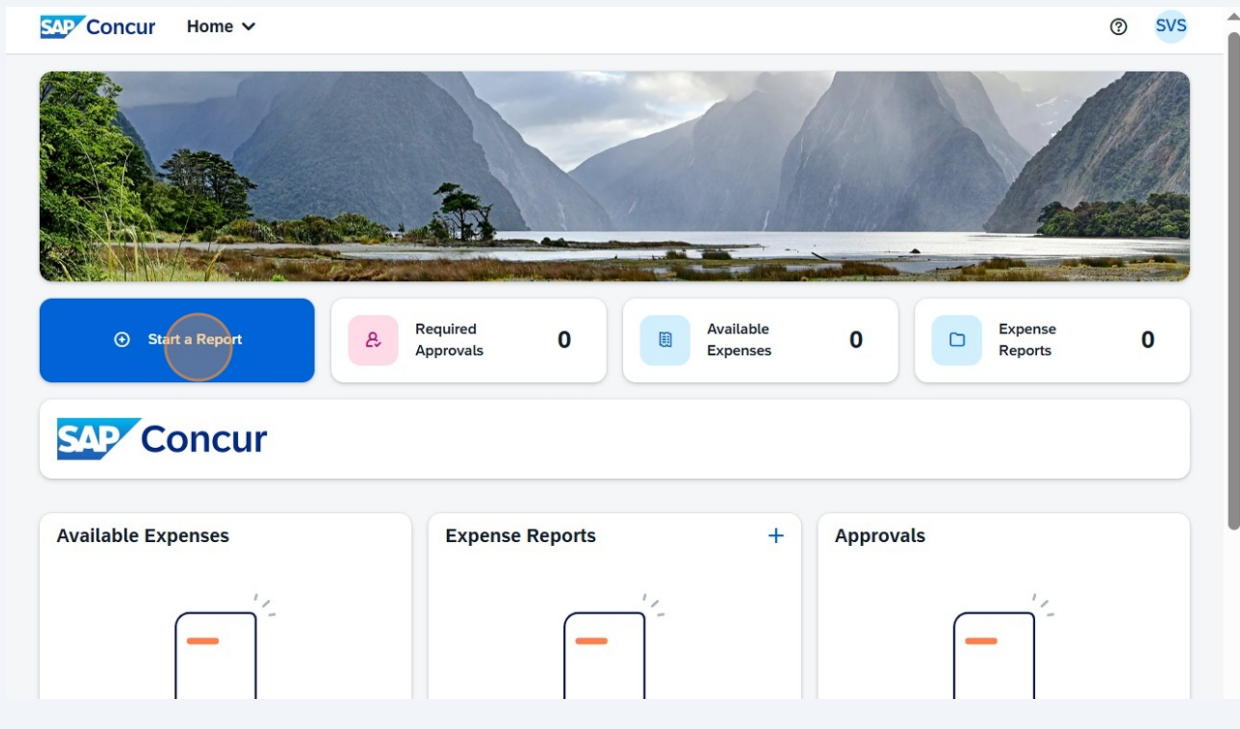 SAP Concur Home SVS
Start a Report
Required
Approvals
0
Available
Expenses
0
Expense
Reports
0
SAP Concur
Available Expenses
Expense Reports
Approvals